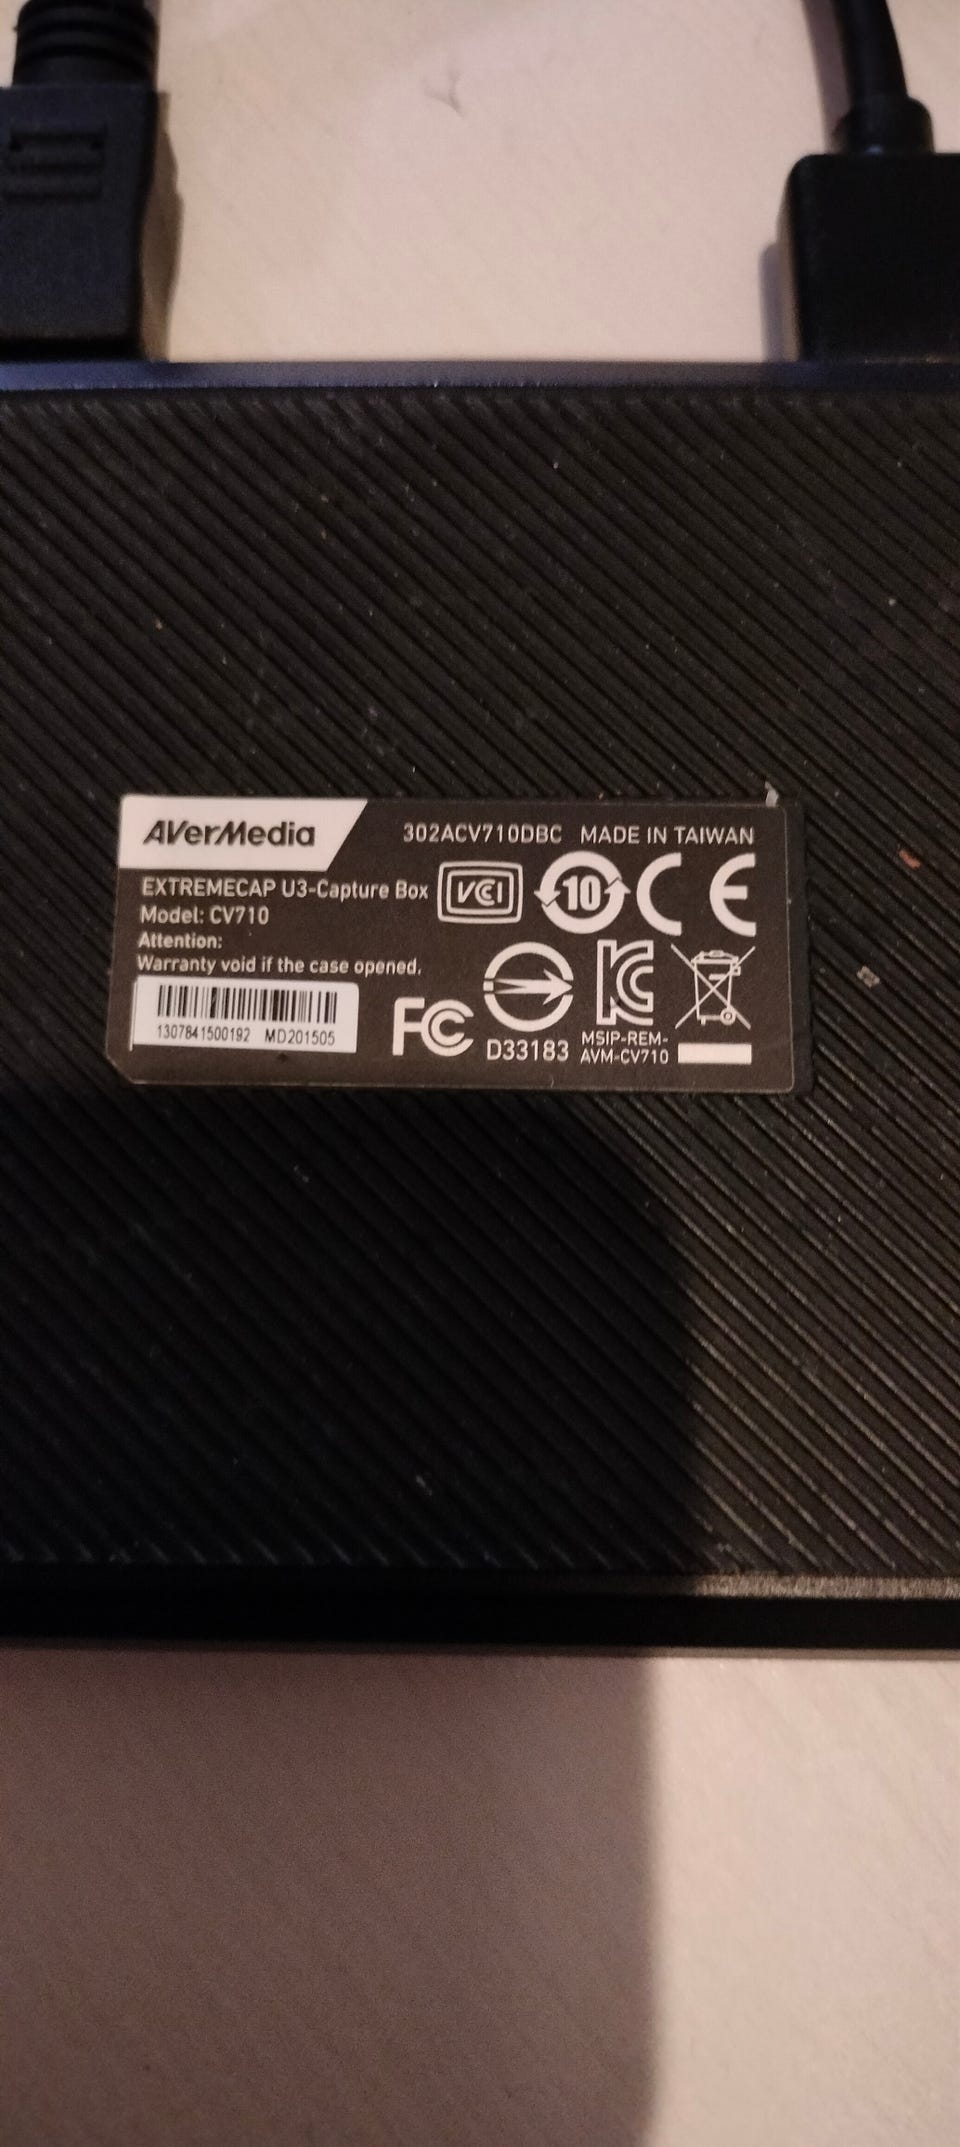 AVerMedia
302ACV710DBC MADE IN TAIWAN
EXTREMECAP U3-Capture Box
Model: CV710
Attention:
Warranty void if the case opened.
VCI
10
CE
1307841500192 MD201505
FC
D33183
KC
MSIP-REM-
AVM-CV710